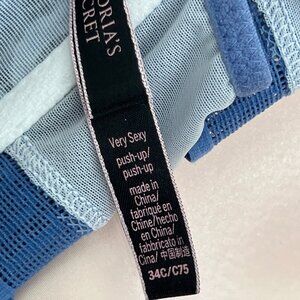 ORIA'S
CRET
Very Sexy
push-up/
push-up
made in
China/
fabriqué en
Chine/hecho
en China/
fabbricato in
Cina/ 中国制造
34C/C75